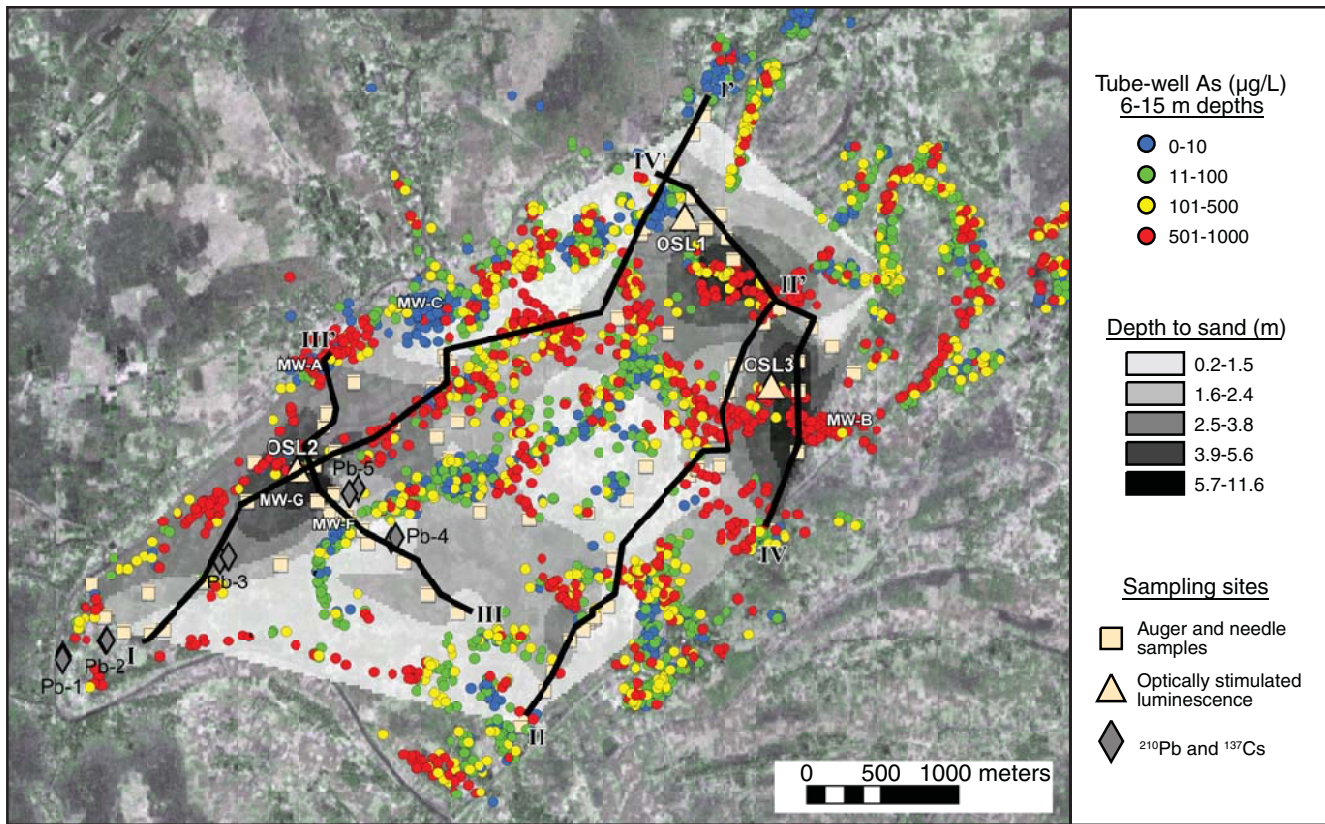 I'
IV'
OSL1
II'
MW-C
III'
MW-A
OSL3
MW-B
OSL2
Pb-5
MW-G
MW-F
Pb-4
IV
Pb-3
III
I
Pb-2
Pb-1
II
0 500 1000 meters
Tube-well As (µg/L)
6-15 m depths
0-10
11-100
101-500
501-1000
Depth to sand (m)
0.2-1.5
1.6-2.4
2.5-3.8
3.9-5.6
5.7-11.6
Sampling sites
Auger and needle
samples
Optically stimulated
luminescence
²¹⁰Pb and ¹³⁷Cs